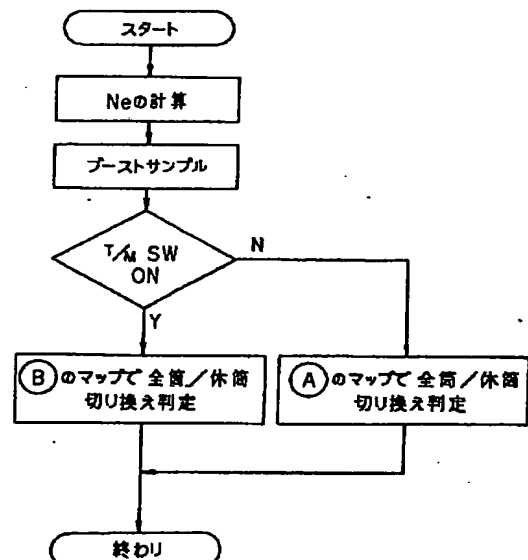 スタート
Neの計算
ブーストサンプル
T/M SW
ON
N
Y
Ⓑのマップで 全筒/休筒
切り換え判定
Ⓐのマップで 全筒/休筒
切り換え判定
終わり